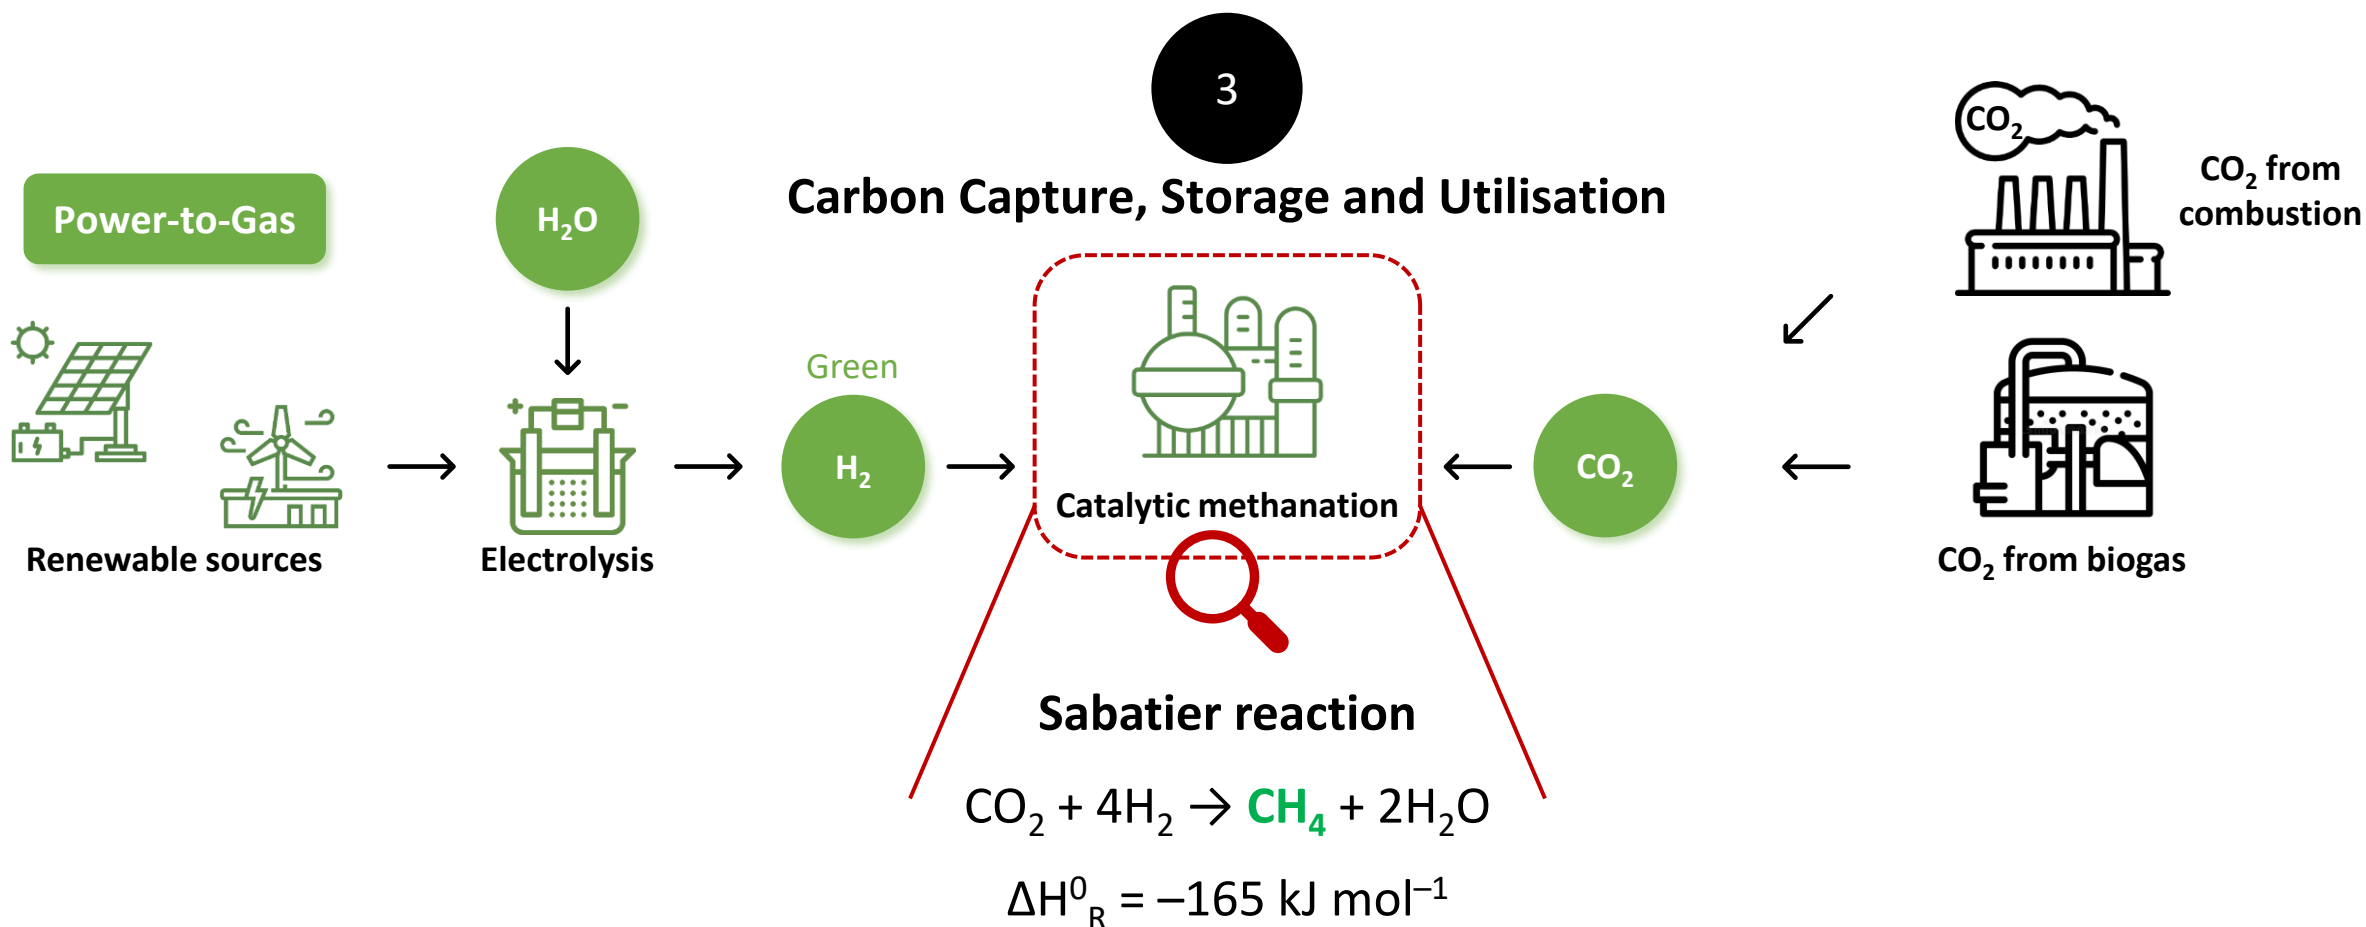 3
Carbon Capture, Storage and Utilisation
Power-to-Gas
H₂O
CO₂
CO₂ from
combustion
Green
H₂
CO₂
Catalytic methanation
Renewable sources
Electrolysis
CO₂ from biogas
Sabatier reaction
CO₂ + 4H₂ → CH₄ + 2H₂O
ΔH⁰R = –165 kJ mol⁻¹